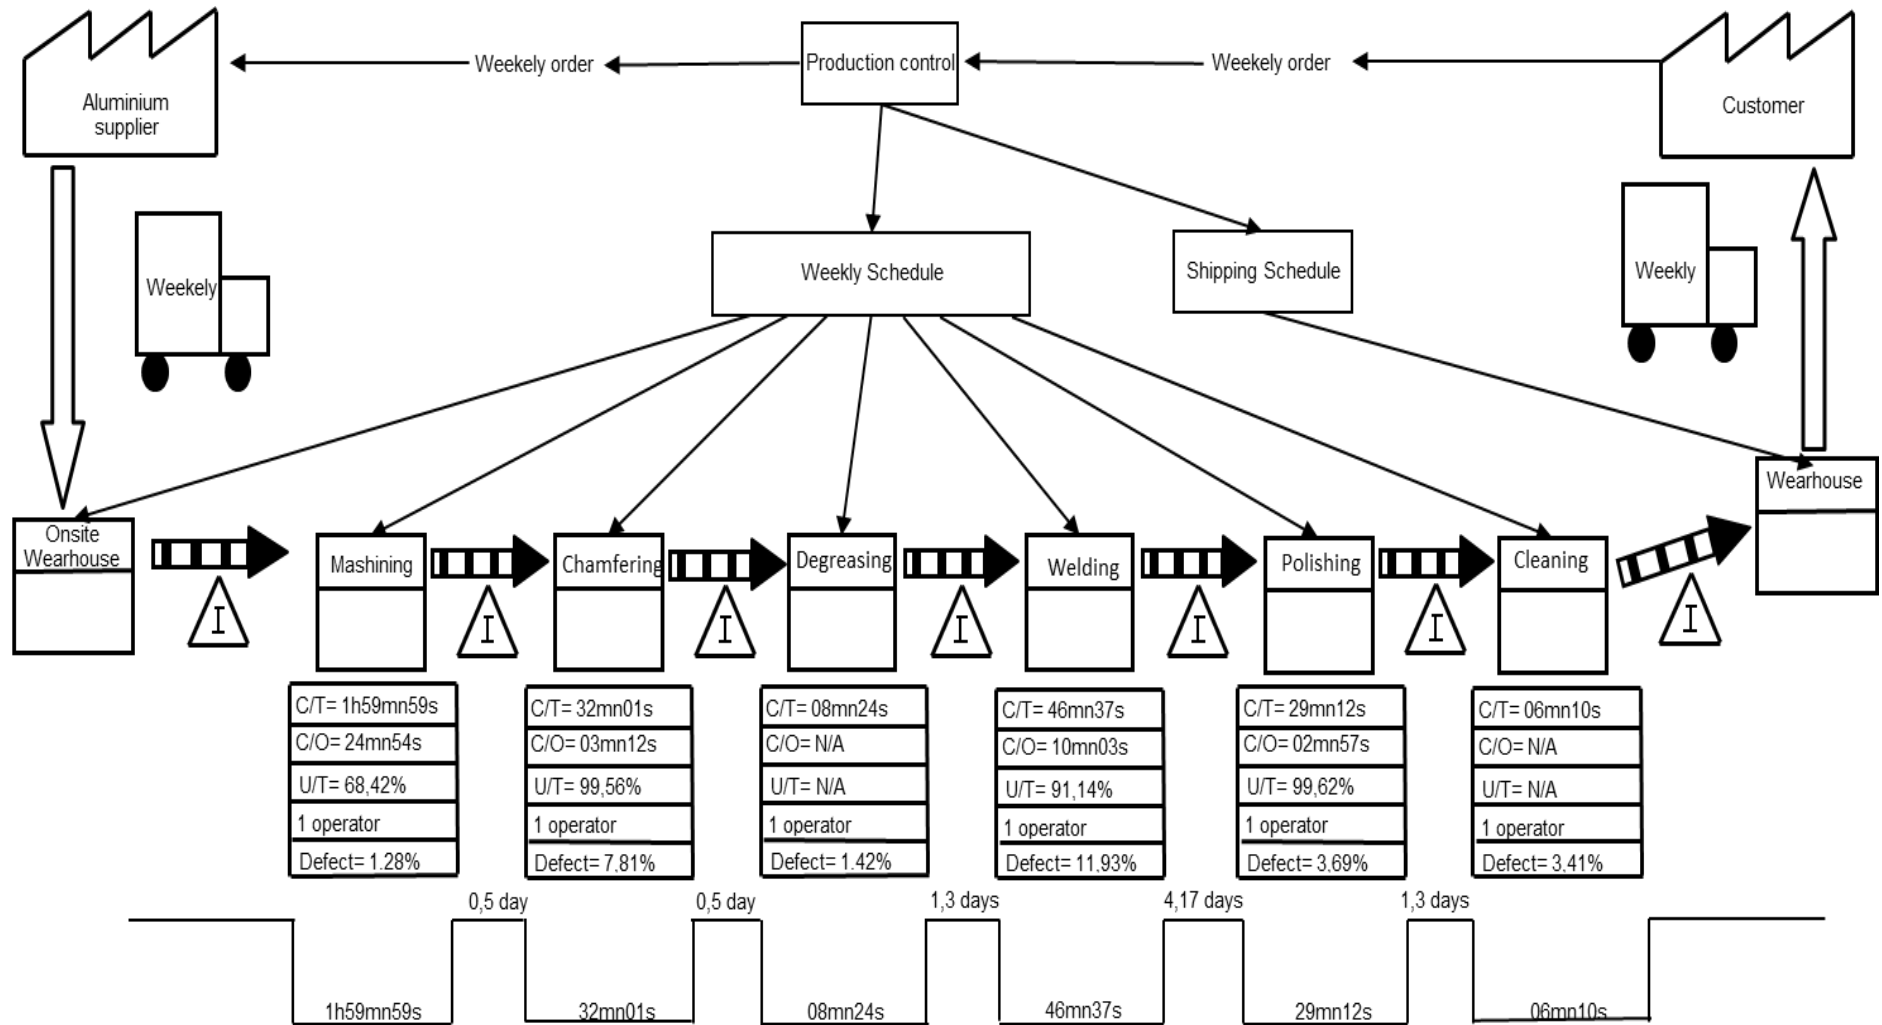 Aluminium
supplier
Weekely order
Production control
Weekely order
Customer
Weekely
Weekly Schedule
Shipping Schedule
Weekly
Onsite
Wearhouse
Mashining
Chamfering
Degreasing
Welding
Polishing
Cleaning
Wearhouse
I
I
I
I
I
I
I
C/T= 1h59mn59s
C/O= 24mn54s
U/T= 68,42%
1 operator
Defect= 1.28%
C/T= 32mn01s
C/O= 03mn12s
U/T= 99,56%
1 operator
Defect= 7,81%
C/T= 08mn24s
C/O= N/A
U/T= N/A
1 operator
Defect= 1.42%
C/T= 46mn37s
C/O= 10mn03s
U/T= 91,14%
1 operator
Defect= 11,93%
C/T= 29mn12s
C/O= 02mn57s
U/T= 99,62%
1 operator
Defect= 3,69%
C/T= 06mn10s
C/O= N/A
U/T= N/A
1 operator
Defect= 3,41%
0,5 day
0,5 day
1,3 days
4,17 days
1,3 days
1h59mn59s
32mn01s
08mn24s
46mn37s
29mn12s
06mn10s